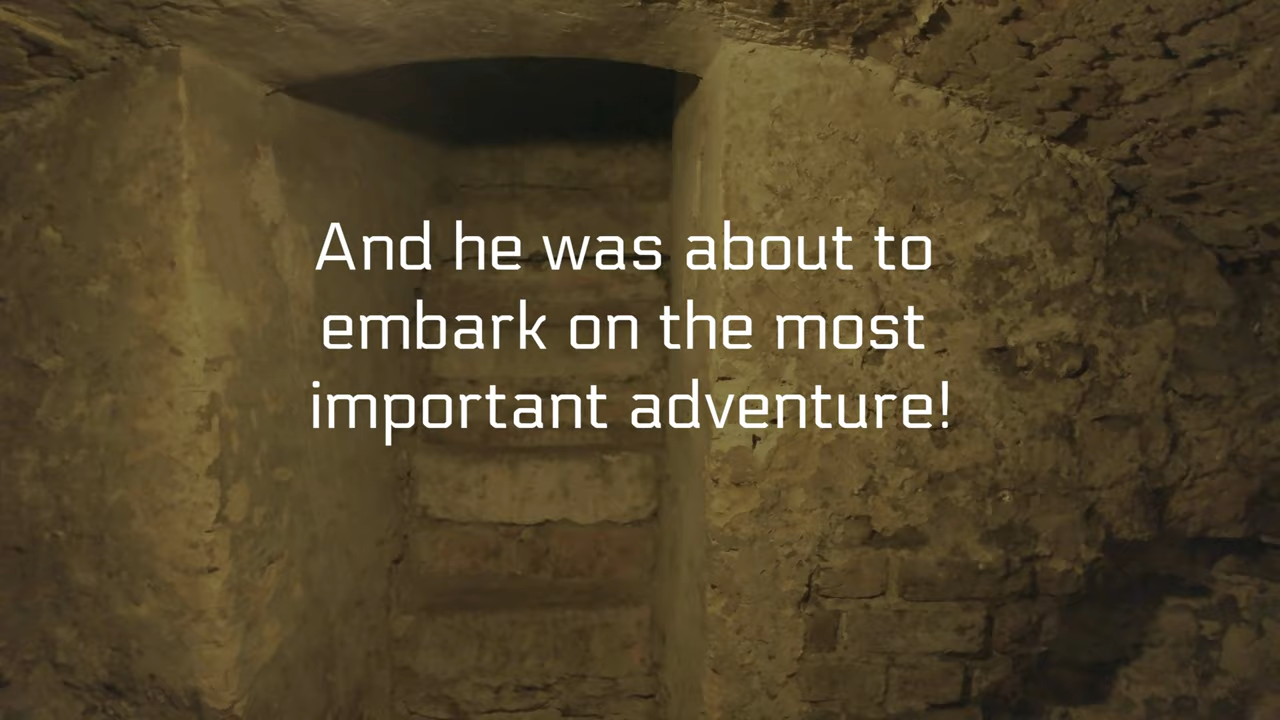 And he was about to
embark on the most
important adventure!